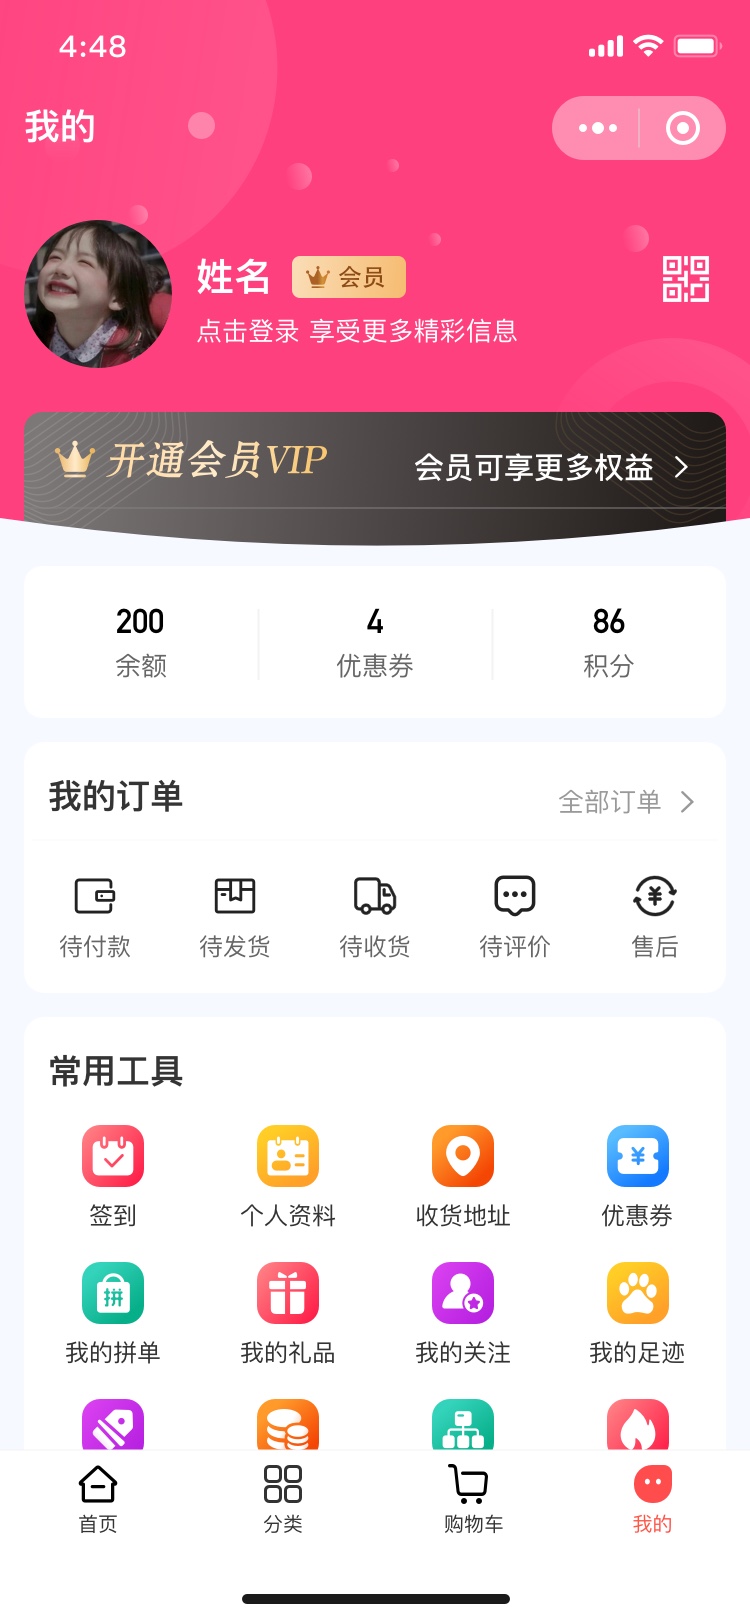 4:48
我的
姓名 会员
点击登录 享受更多精彩信息
开通会员VIP 会员可享更多权益
200 4 86
余额 优惠券 积分
我的订单 全部订单
待付款 待发货 待收货 待评价 售后
常用工具
签到 个人资料 收货地址 优惠券
拼
我的拼单 我的礼品 我的关注 我的足迹
首页 分类 购物车 我的